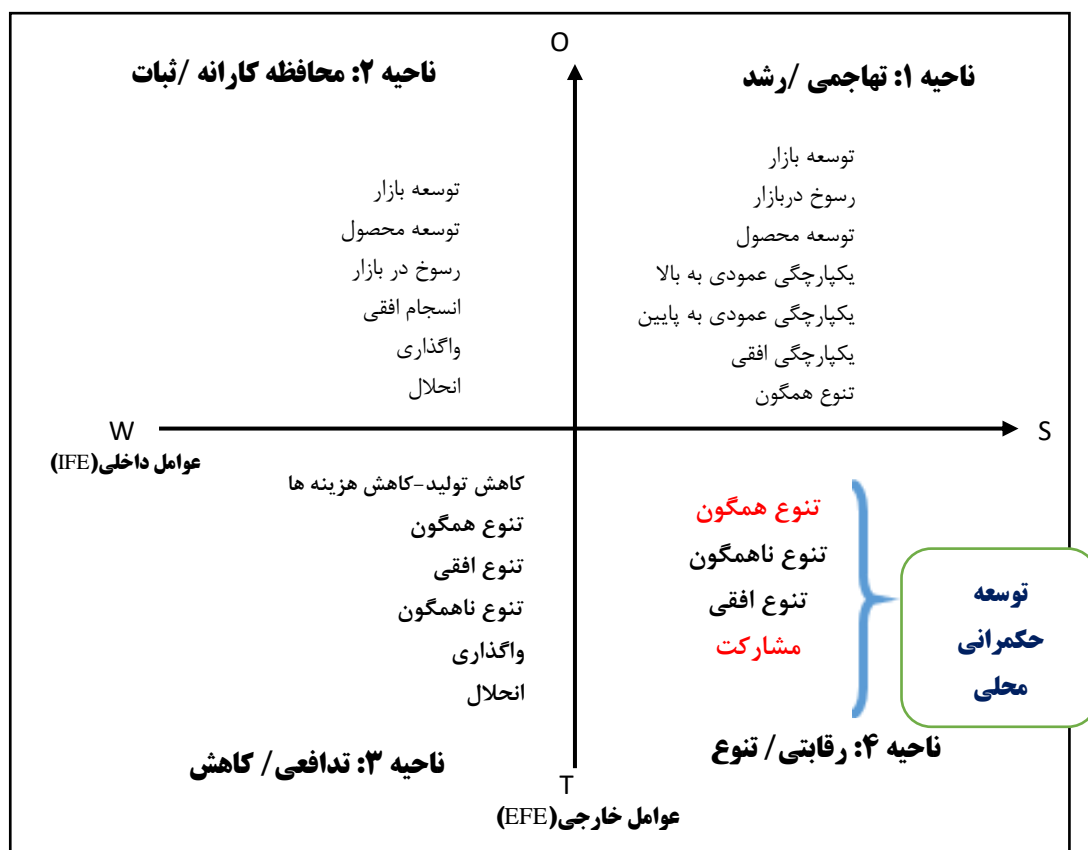 O
ناحیه ۱: تهاجمی /رشد
توسعه بازار
رسوخ دربازار
توسعه محصول
یکپارچگی عمودی به بالا
یکپارچگی عمودی به پایین
یکپارچگی افقی
تنوع همگون
ناحیه ۲: محافظه کارانه /ثبات
توسعه بازار
توسعه محصول
رسوخ در بازار
انسجام افقی
واگذاری
انحلال
S
W
عوامل داخلی(IFE)
کاهش تولید-کاهش هزینه ها
تنوع همگون
تنوع افقی
تنوع ناهمگون
واگذاری
انحلال
ناحیه ۳: تدافعی/ کاهش
تنوع همگون
تنوع ناهمگون
تنوع افقی
مشارکت
توسعه
حکمرانی
محلی
ناحیه ۴: رقابتی/ تنوع
T
عوامل خارجی(EFE)